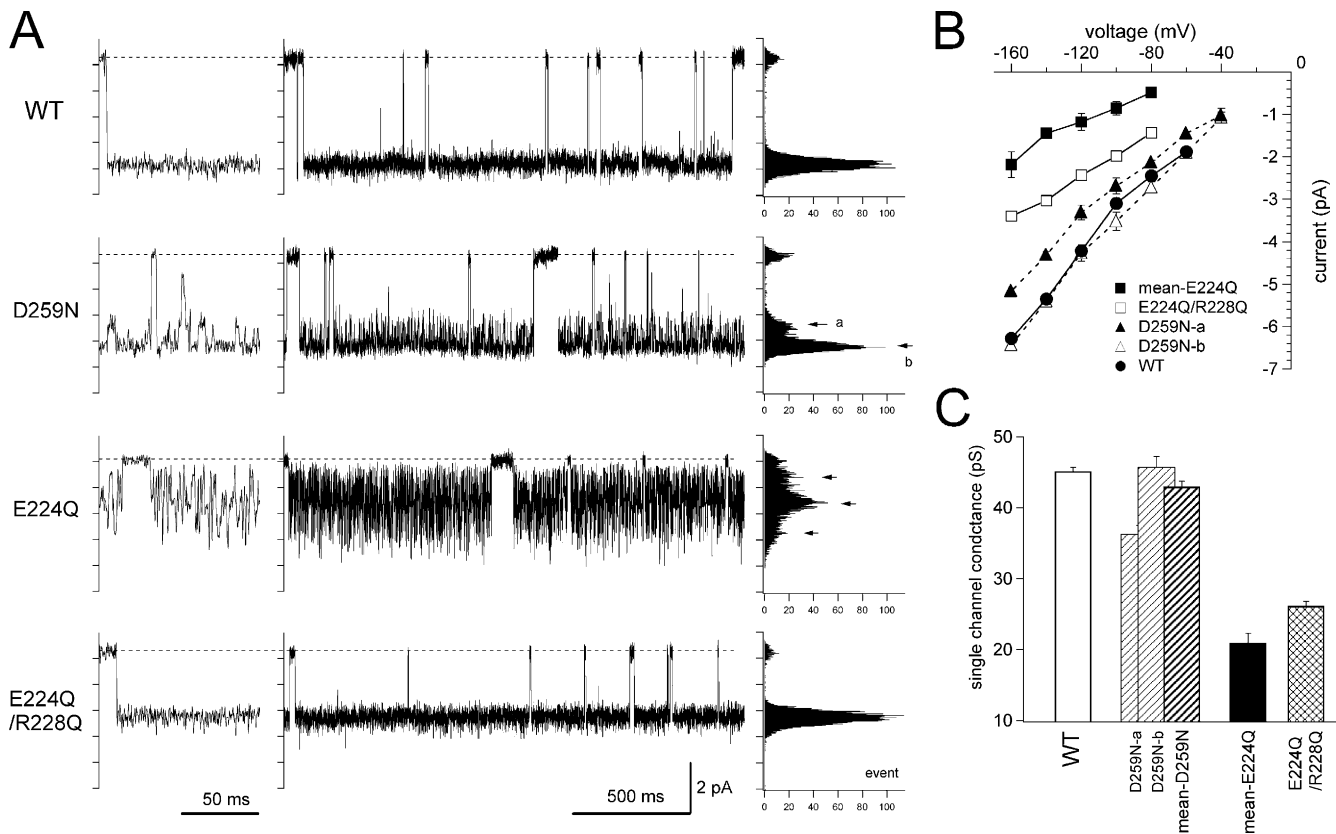 A
WT
D259N
E224Q
E224Q
/R228Q
0 20 40 60 80 100
0 20 40 60 80 100
a
b
0 20 40 60 80 100
event
0 20 40 60 80 100
50 ms
500 ms
2 pA
B
voltage (mV)
-160 -120 -80 -40 0
-1
-2
-3
-4
-5
-6
-7
current (pA)
mean-E224Q
E224Q/R228Q
D259N-a
D259N-b
WT
C
single channel condctance (pS)
50
40
30
20
10
WT
D259N-a
D259N-b
mean-D259N
mean-E224Q
E224Q
/R228Q